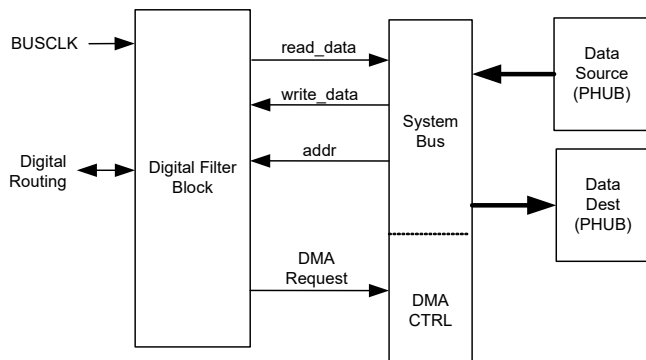 BUSCLK
Digital
Routing
Digital Filter
Block
read_data
write_data
addr
DMA
Request
System
Bus
DMA
CTRL
Data
Source
(PHUB)
Data
Dest
(PHUB)